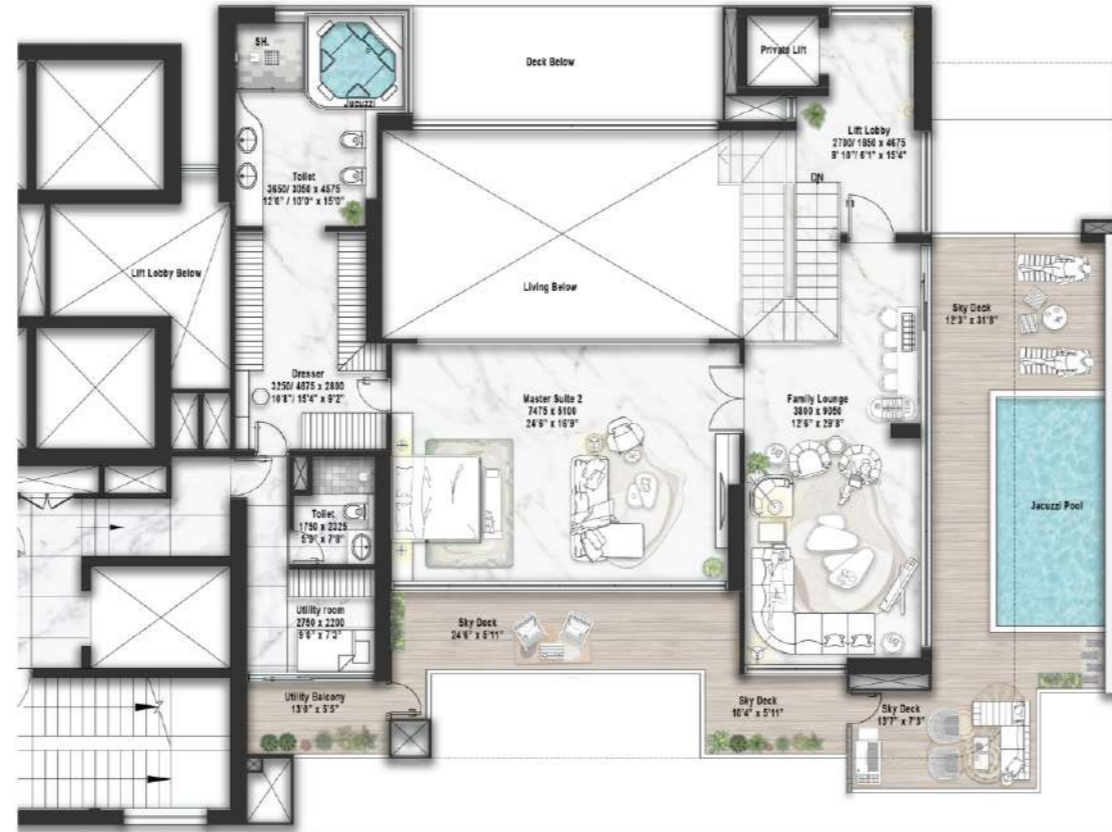 SH.
Jucuzzi
Deck Below
Private Lift
Lift Lobby
2700/ 1850 x 4675
8' 10"/ 6'1" x 15'4"
DN
Toilet
3650/ 3050 x 4575
12'0" / 10'0" x 15'0"
Lift Lobby Below
Living Below
Sky Deck
12'3" x 31'8"
Dresser
3250/ 4675 x 2800
10'8"/ 15'4" x 9'2"
Master Suite 2
7475 x 5100
24'6" x 16'9"
Family Lounge
3800 x 9050
12'6" x 29'8"
Jacuzzi Pool
Toilet
1750 x 2325
5'9" x 7'8"
Utility room
2750 x 2200
9'0" x 7'3"
Sky Deck
24'6" x 5'11"
Utility Balcony
13'0" x 5'5"
Sky Deck
10'4" x 5'11"
Sky Deck
13'7" x 7'3"